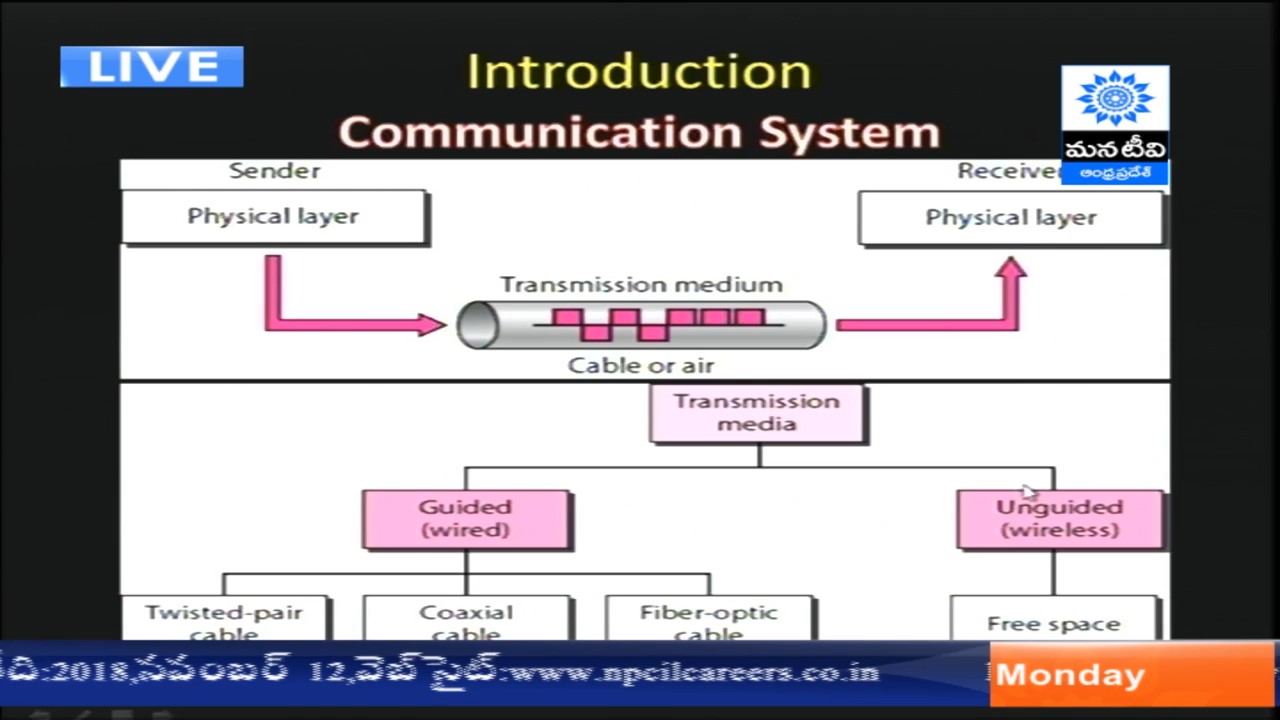 LIVE
Introduction
Communication System
మన టీవి
ఆంధ్రప్రదేశ్
Sender
Receiver
Physical layer
Physical layer
Transmission medium
Cable or air
Transmission
media
Guided
(wired)
Unguided
(wireless)
Twisted-pair
cable
Coaxial
cable
Fiber-optic
cable
Free space
:2018,నవంబర్ 12,వెబ్ సైట్:www.npcilcareers.co.in
Monday